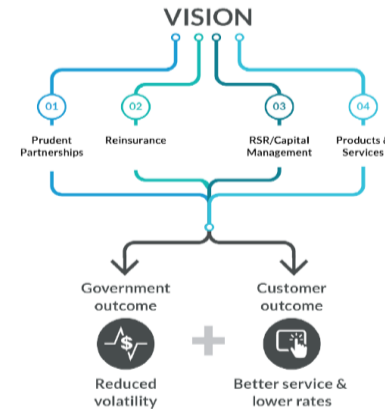 VISION
01
02
03
04
Prudent
Partnerships
Reinsurance
RSR/Capital
Management
Products &
Services
Government
outcome
Customer
outcome
$
+
Reduced
volatility
Better service &
lower rates